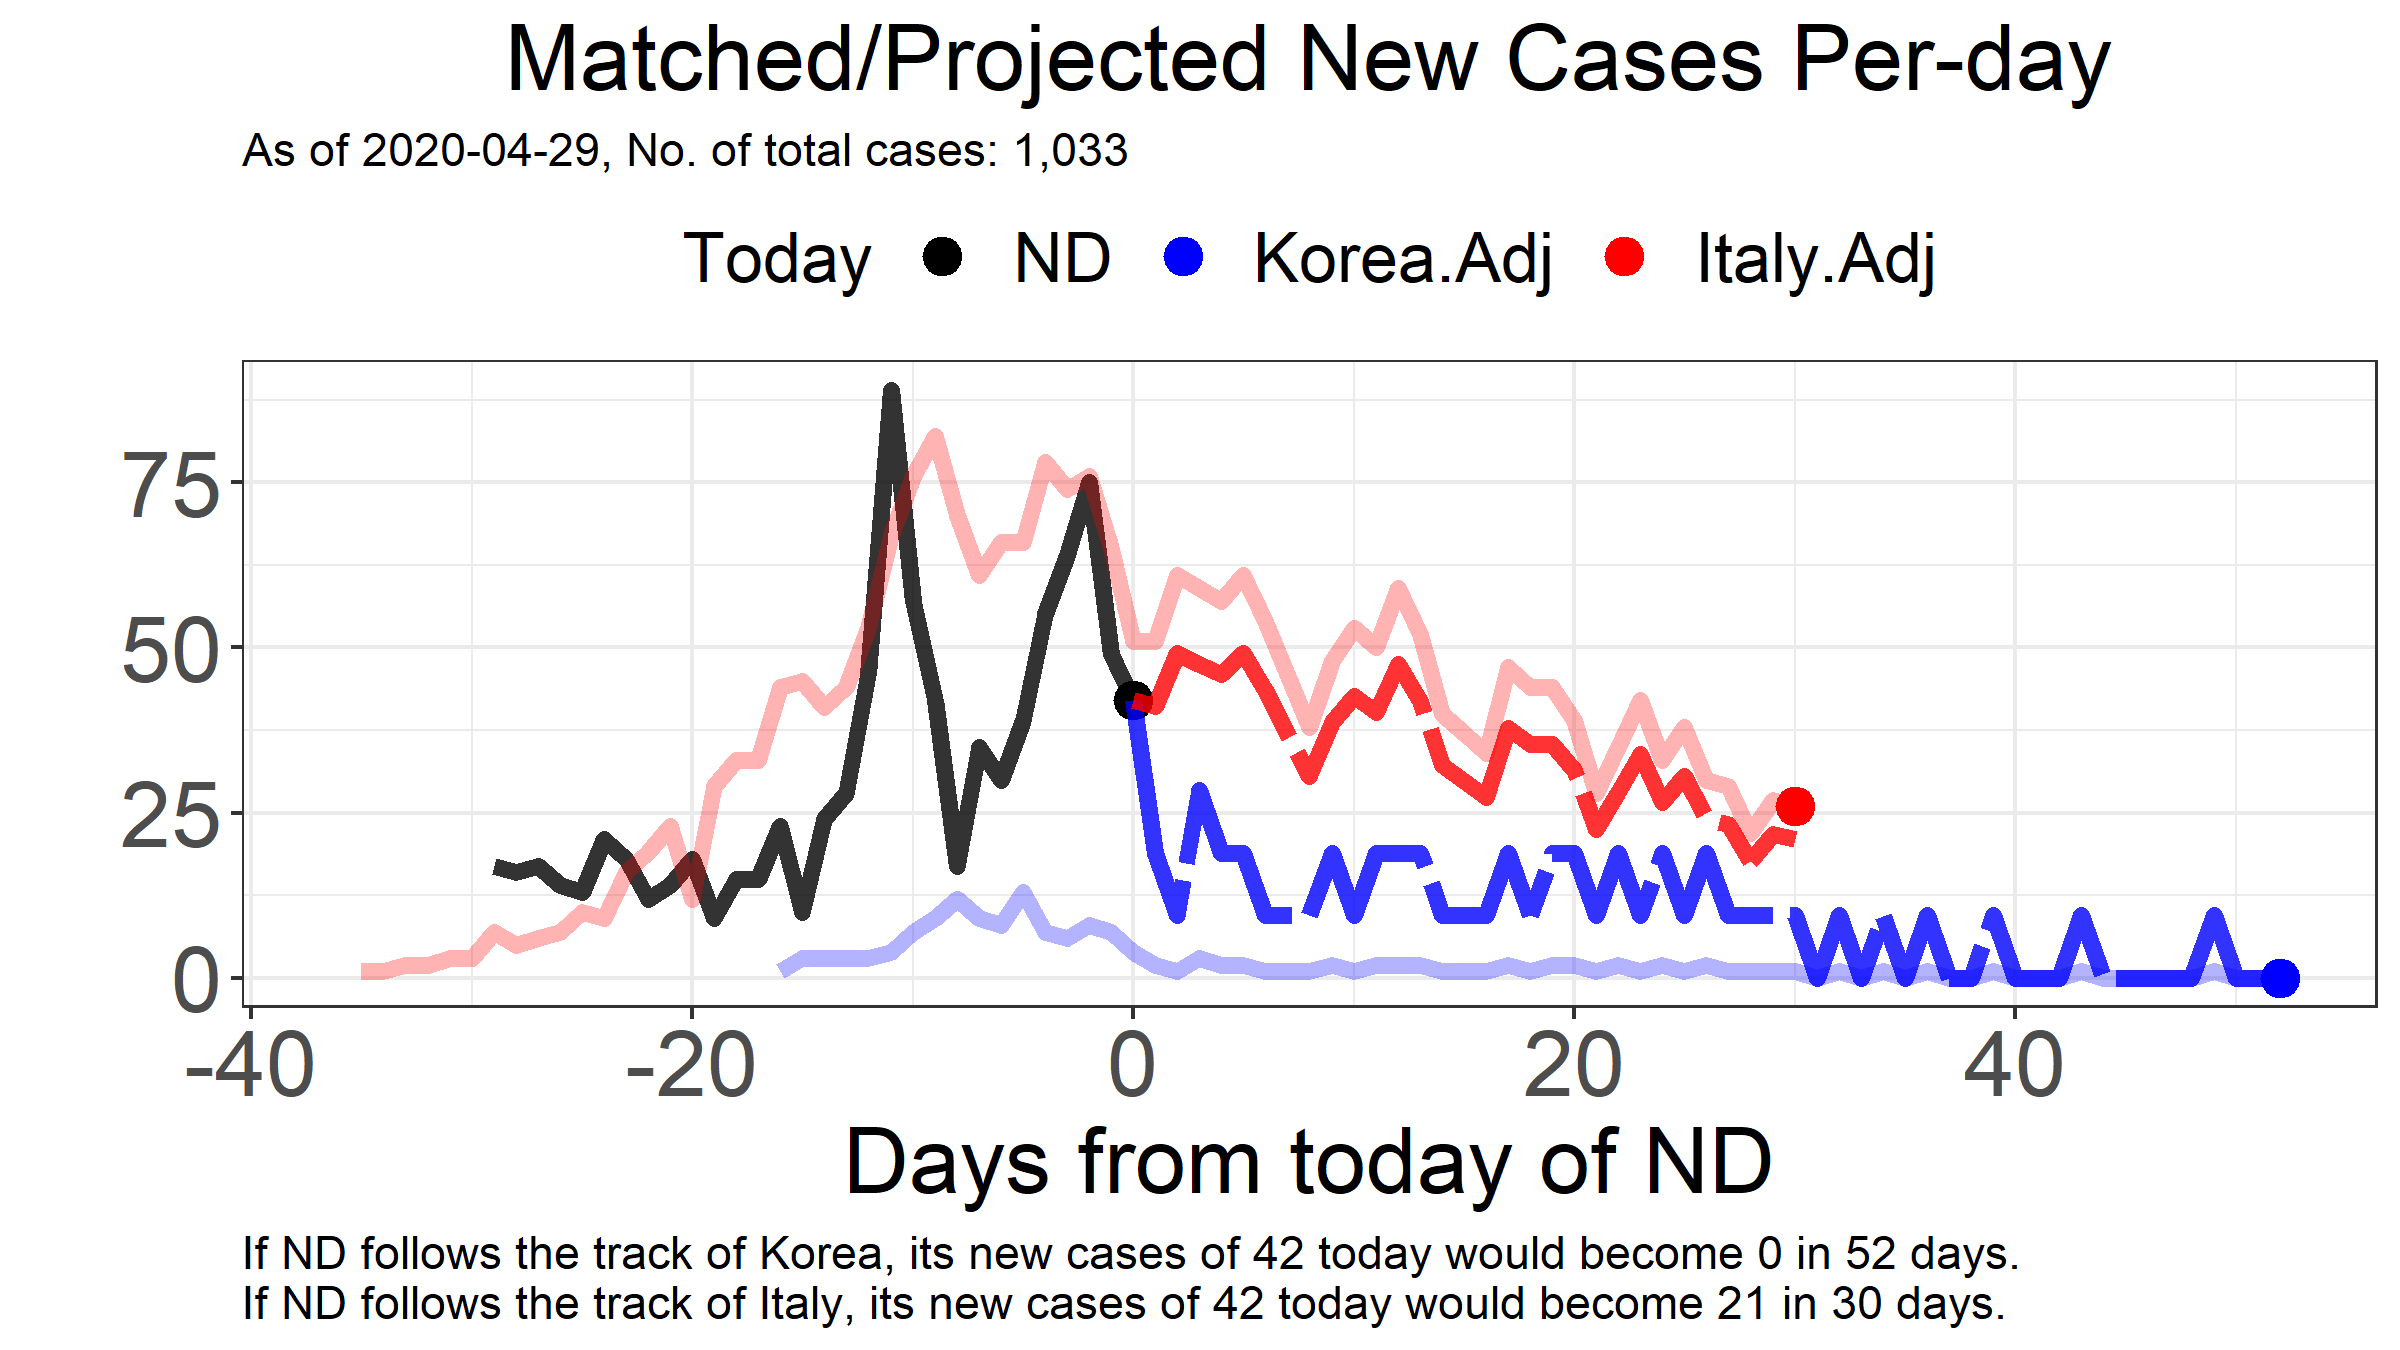 Matched/Projected New Cases Per-day
As of 2020-04-29, No. of total cases: 1,033
Today ND Korea.Adj Italy.Adj
75
50
25
0
-40 -20 0 20 40
Days from today of ND
If ND follows the track of Korea, its new cases of 42 today would become 0 in 52 days.
If ND follows the track of Italy, its new cases of 42 today would become 21 in 30 days.